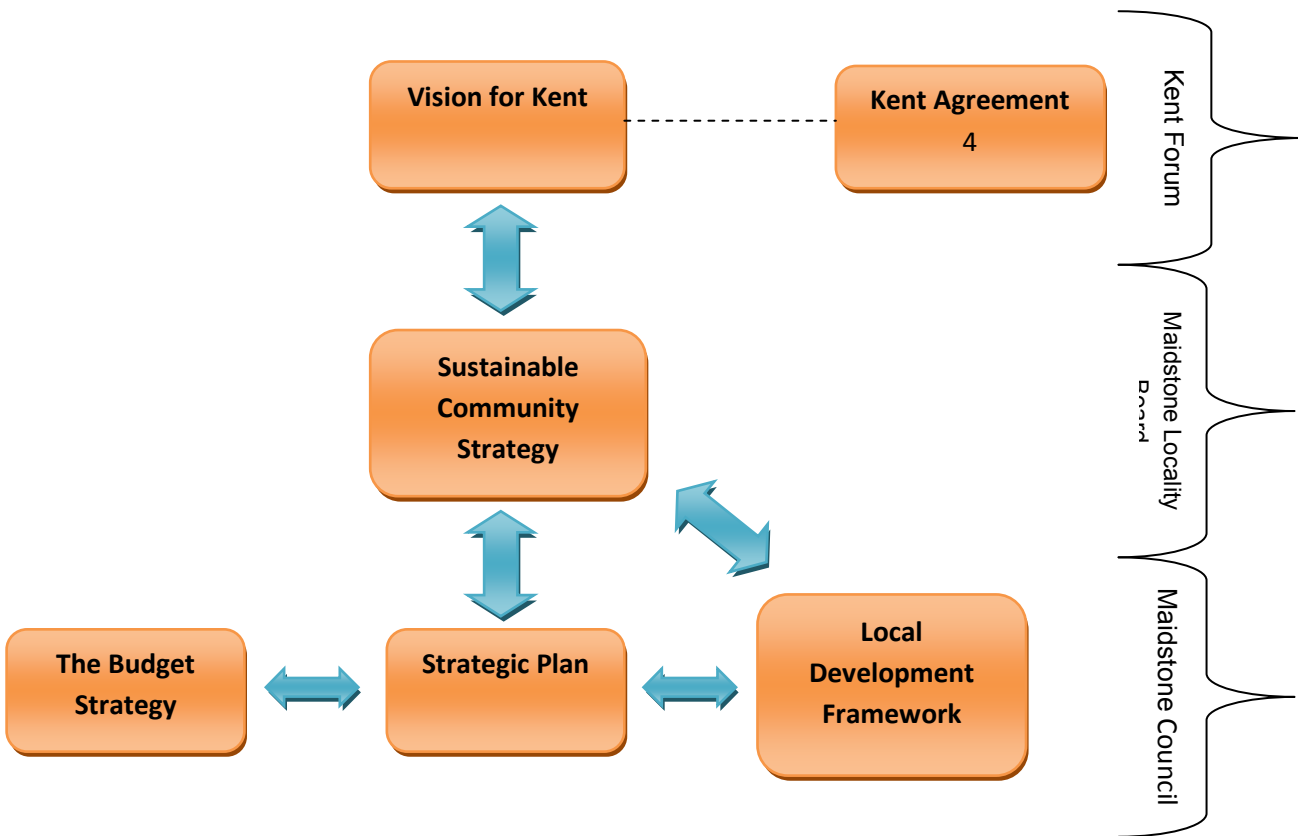 Vision for Kent
Kent Agreement
4
Kent Forum
Sustainable
Community
Strategy
Maidstone Locality
The Budget
Strategy
Strategic Plan
Local
Development
Framework
Maidstone Council